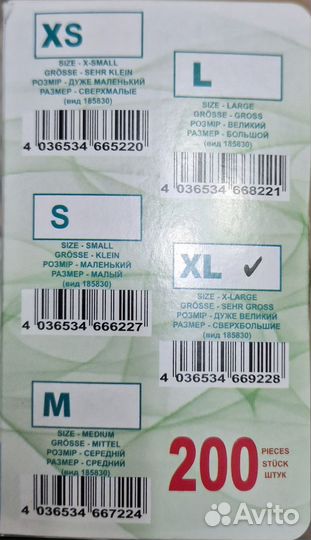 XS
SIZE - X-SMALL
GRÖSSE - SEHR KLEIN
РОЗМІР - ДУЖЕ МАЛЕНЬКИЙ
РАЗМЕР - СВЕРХМАЛЫЕ
(вид 185830)
4 036534 665220
L
SIZE - LARGE
GRÖSSE - GROSS
РОЗМІР - ВЕЛИКИЙ
РАЗМЕР - БОЛЬШОЙ
(вид 185830)
4 036534 668221
S
SIZE - SMALL
GRÖSSE - KLEIN
РОЗМІР - МАЛЕНЬКИЙ
РАЗМЕР - МАЛЫЙ
(вид 185830)
4 036534 666227
XL ✓
SIZE - X-LARGE
GRÖSSE - SEHR GROSS
РОЗМІР - ДУЖЕ ВЕЛИКИЙ
РАЗМЕР - СВЕРХБОЛЬШИЕ
(вид 185830)
4 036534 669228
M
SIZE - MEDIUM
GRÖSSE - MITTEL
РОЗМІР - СЕРЕДНІЙ
РАЗМЕР - СРЕДНИЙ
(вид 185830)
4 036534 667224
200 PIECES
STÜCK
ШТУК
Avito